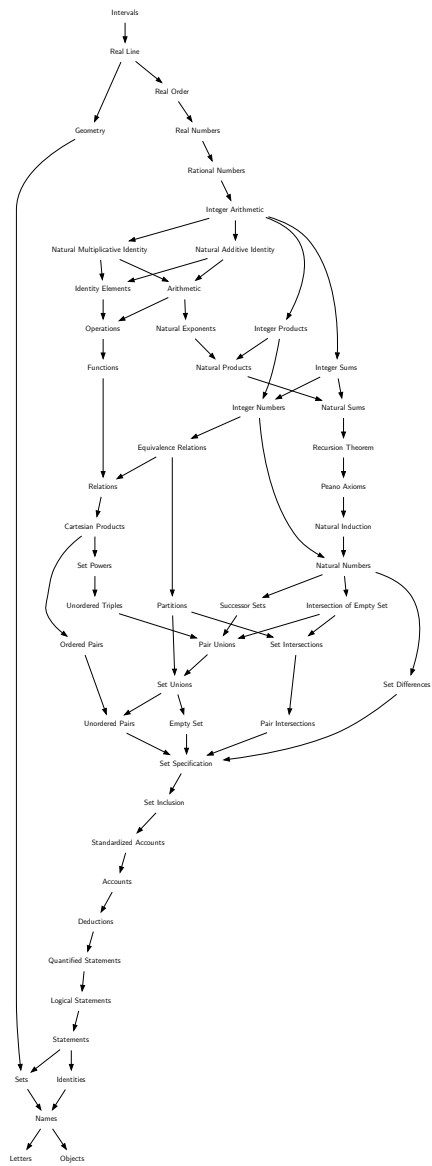 Intervals
Real Line
Real Order
Geometry
Real Numbers
Rational Numbers
Integer Arithmetic
Natural Multiplicative Identity
Natural Additive Identity
Identity Elements
Arithmetic
Operations
Natural Exponents
Integer Products
Functions
Natural Products
Integer Sums
Integer Numbers
Natural Sums
Equivalence Relations
Recursion Theorem
Relations
Peano Axioms
Cartesian Products
Natural Induction
Set Powers
Natural Numbers
Unordered Triples
Partitions
Successor Sets
Intersection of Empty Set
Ordered Pairs
Pair Unions
Set Intersections
Set Unions
Set Differences
Unordered Pairs
Empty Set
Pair Intersections
Set Specification
Set Inclusion
Standardized Accounts
Accounts
Deductions
Quantified Statements
Logical Statements
Statements
Sets
Identities
Names
Letters
Objects